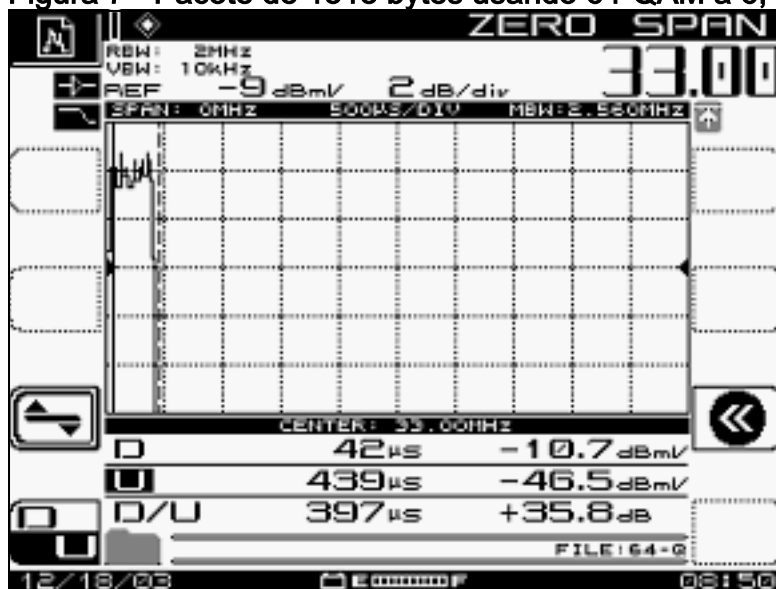 Figura 7 – Pacote de 1518 bytes usando 64-QAM a 6,
ZERO SPAN
RBW: 2MHz
VBW: 10kHz
33.00
REF -9 dBmV 2 dB/div
SPAN: 0MHz 500µS/DIV MBW:2.560MHz
CENTER: 33.00MHz
D 42µs -10.7dBmV
U 439µs -46.5dBmV
D/U 397µs +35.8dB
FILE:64-Q
D
U
12/18/03 E F 08:50